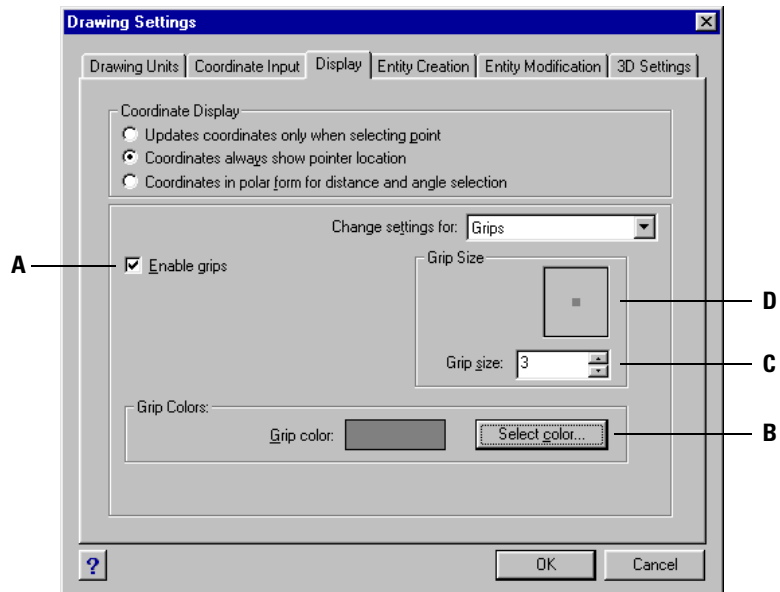 Drawing Settings
Drawing Units Coordinate Input Display Entity Creation Entity Modification 3D Settings
Coordinate Display
Updates coordinates only when selecting point
Coordinates always show pointer location
Coordinates in polar form for distance and angle selection
Change settings for: Grips
A
Enable grips
Grip Size
D
Grip size: 3
C
Grip Colors:
Grip color:
Select color...
B
?
OK
Cancel